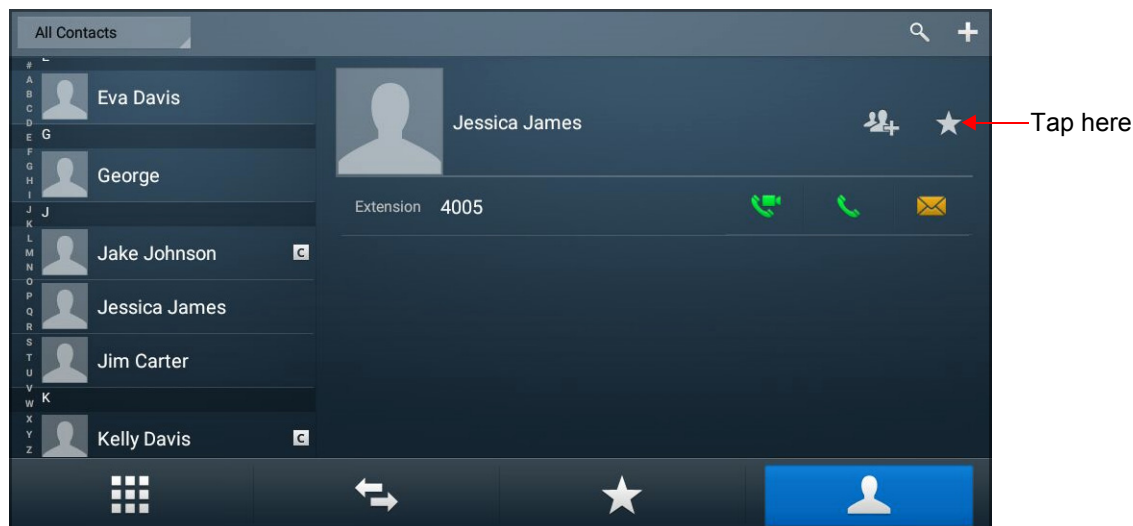 All Contacts
Tap here
#
A
B
C
D
E
F
G
H
I
J
K
L
M
N
O
P
Q
R
S
T
U
V
W
X
Y
Z
Eva Davis
G
George
J
Jake Johnson C
Jessica James
Jim Carter
K
Kelly Davis C
Jessica James
Extension 4005